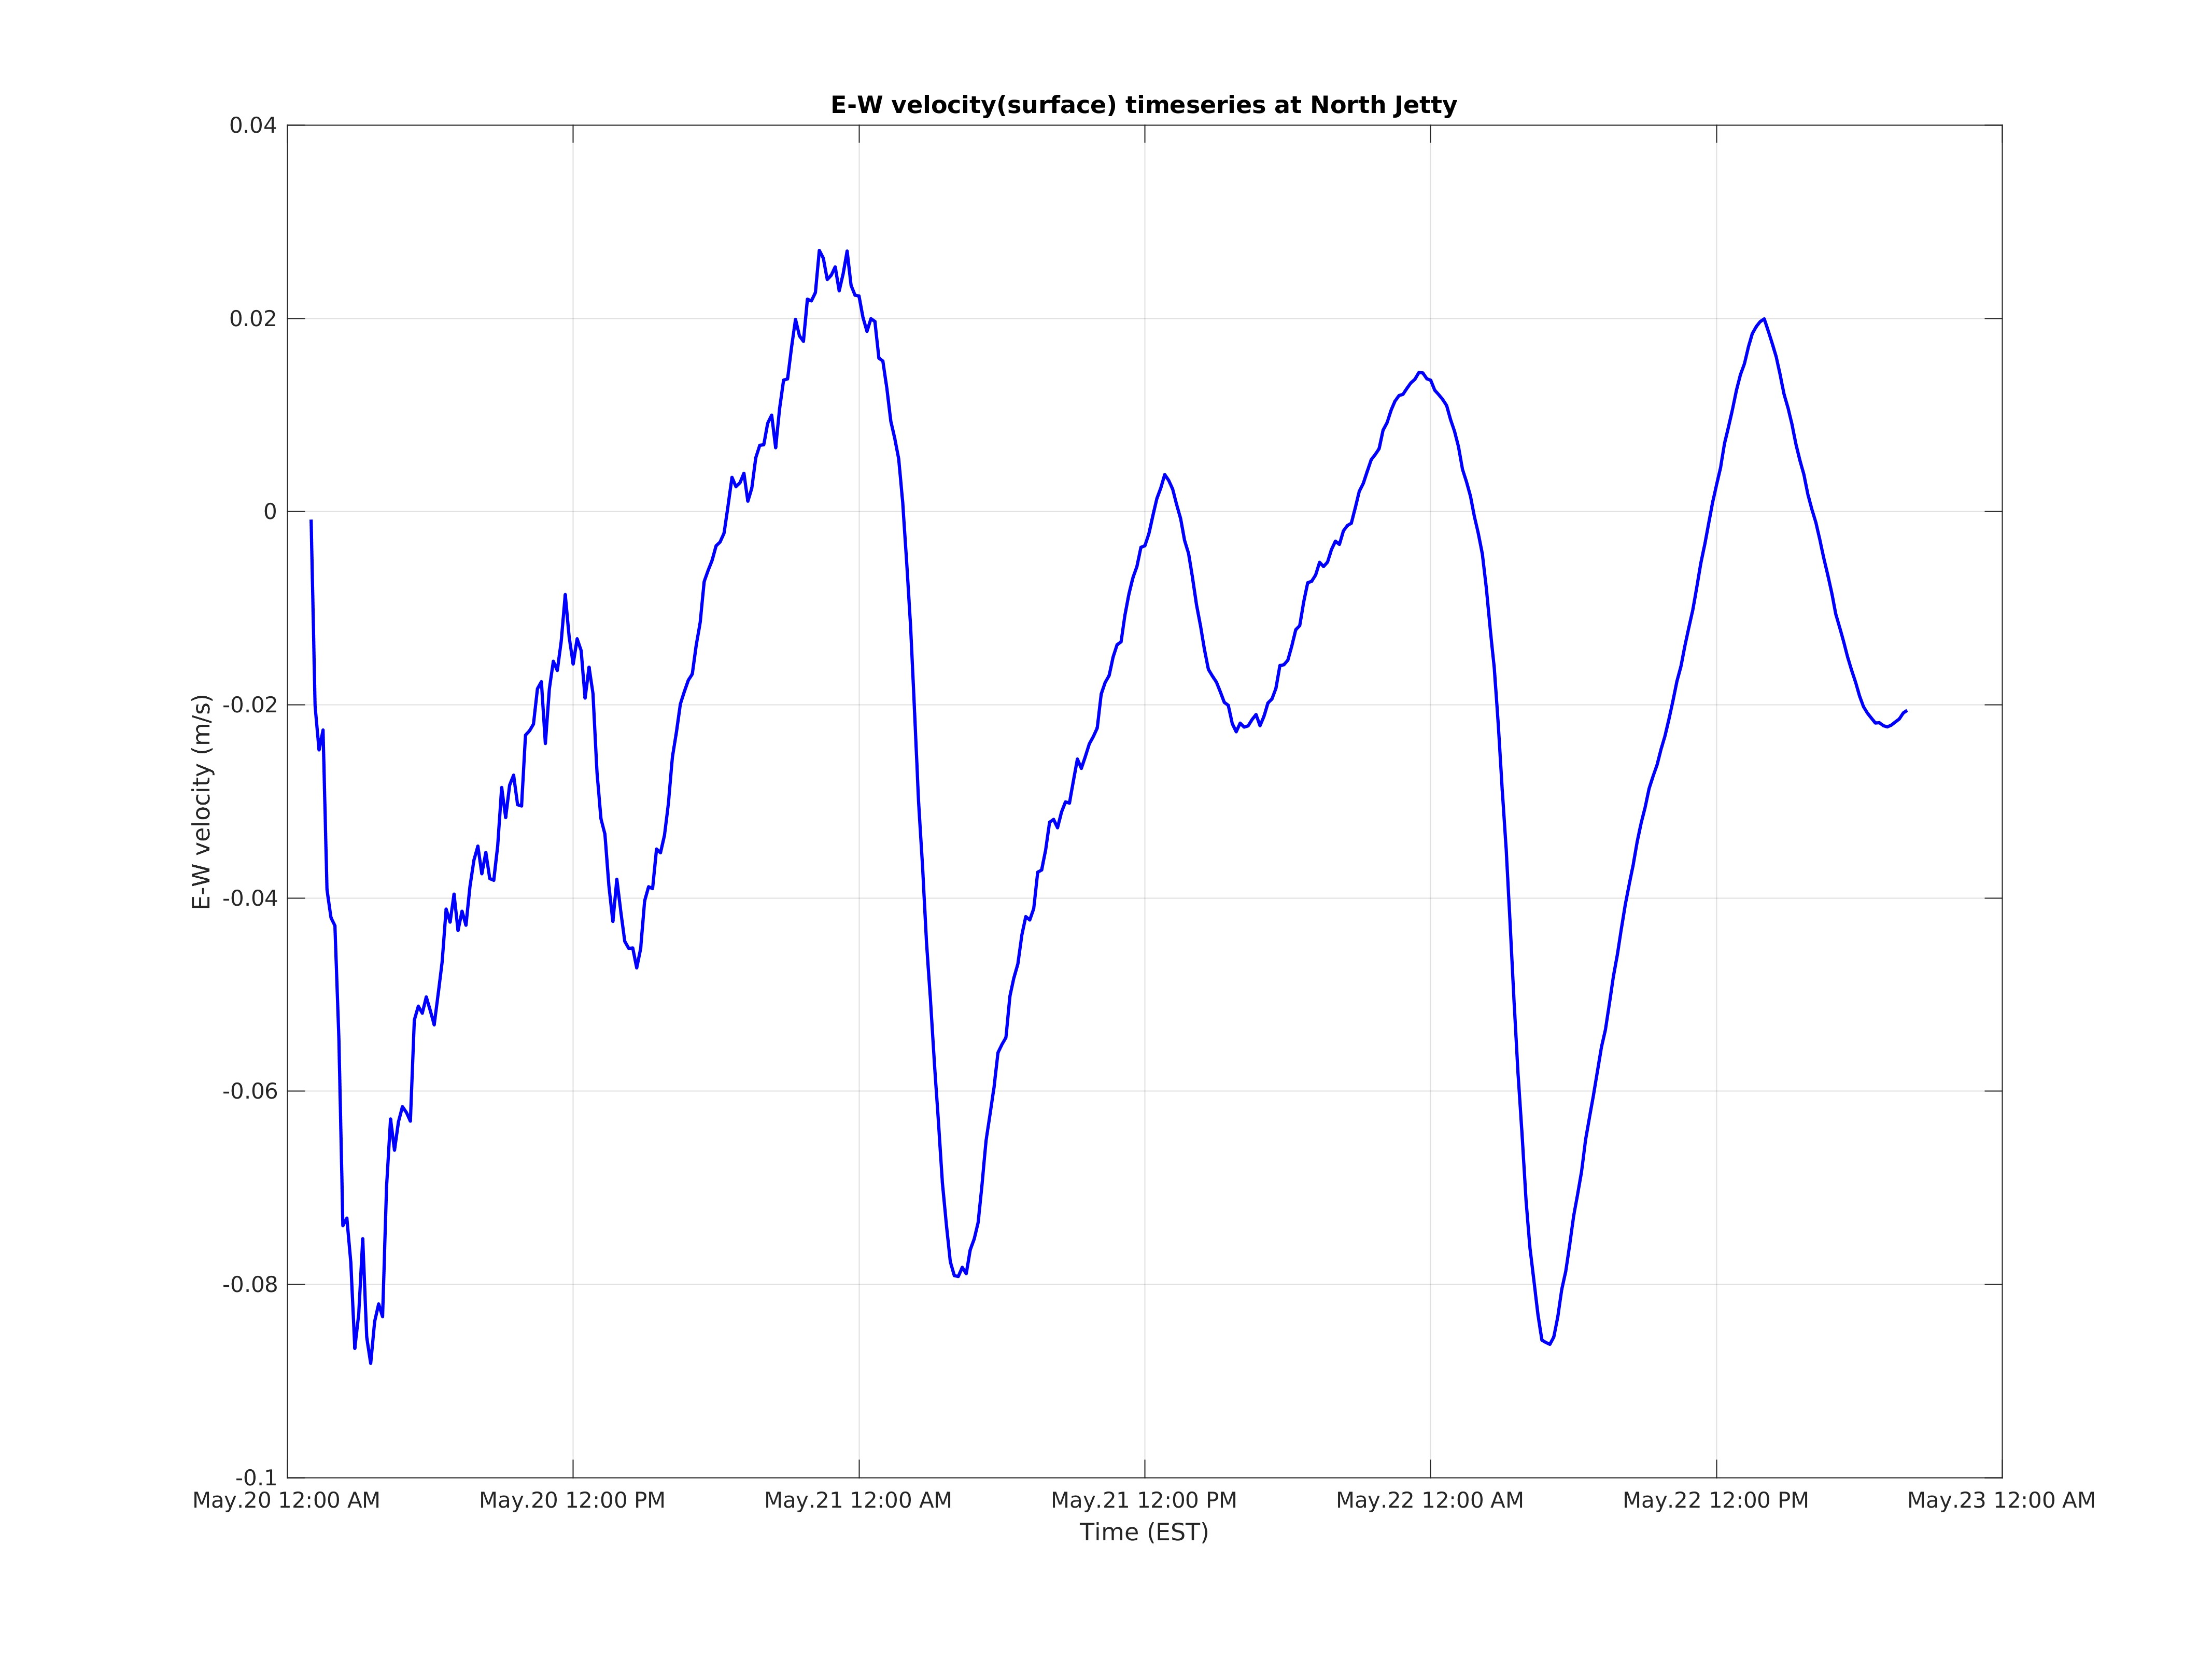 E-W velocity(surface) timeseries at North Jetty
0.04
0.02
0
-0.02
-0.04
-0.06
-0.08
-0.1
E-W velocity (m/s)
May.20 12:00 AM
May.20 12:00 PM
May.21 12:00 AM
May.21 12:00 PM
May.22 12:00 AM
May.22 12:00 PM
May.23 12:00 AM
Time (EST)